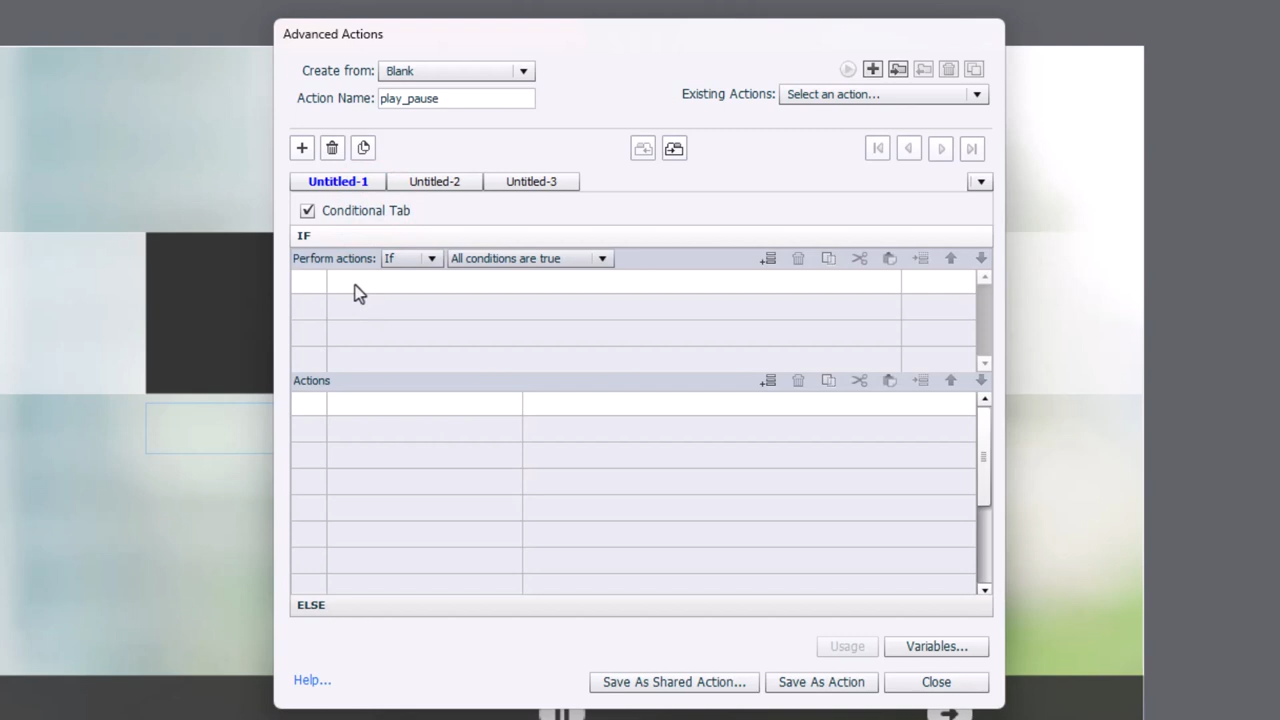 Advanced Actions
Create from: Blank
Action Name: play_pause
Existing Actions: Select an action...
Untitled-1 Untitled-2 Untitled-3
Conditional Tab
IF
Perform actions: If All conditions are true
Actions
ELSE
Usage Variables...
Help... Save As Shared Action... Save As Action Close